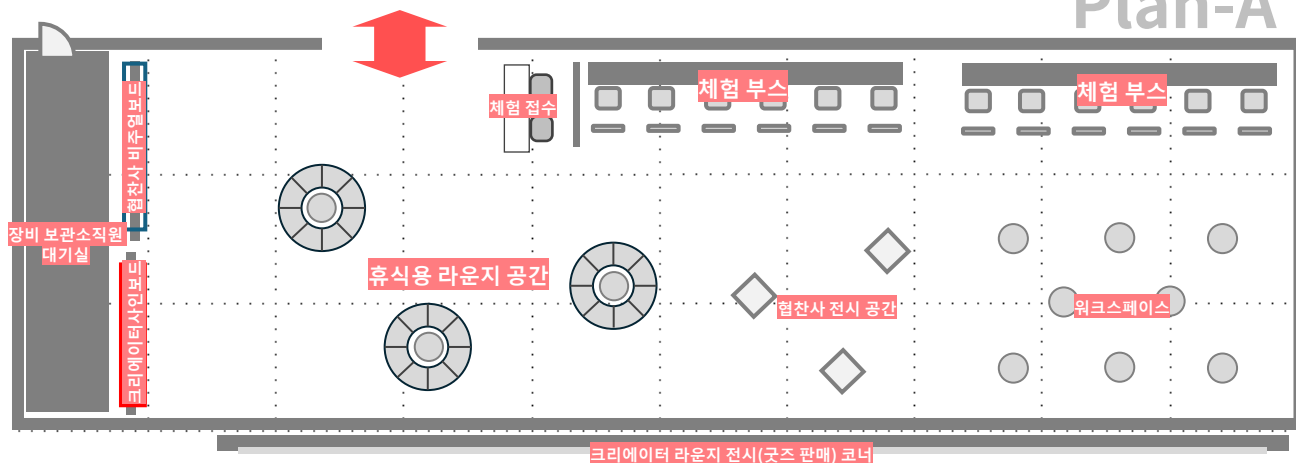 Plan-A
체험 접수
체험 부스
체험 부스
협찬사 비주얼보드
장비 보관소직원
대기실
크리에이터사인보드
휴식용 라운지 공간
협찬사 전시 공간
워크스페이스
크리에이터 라운지 전시(굿즈 판매) 코너